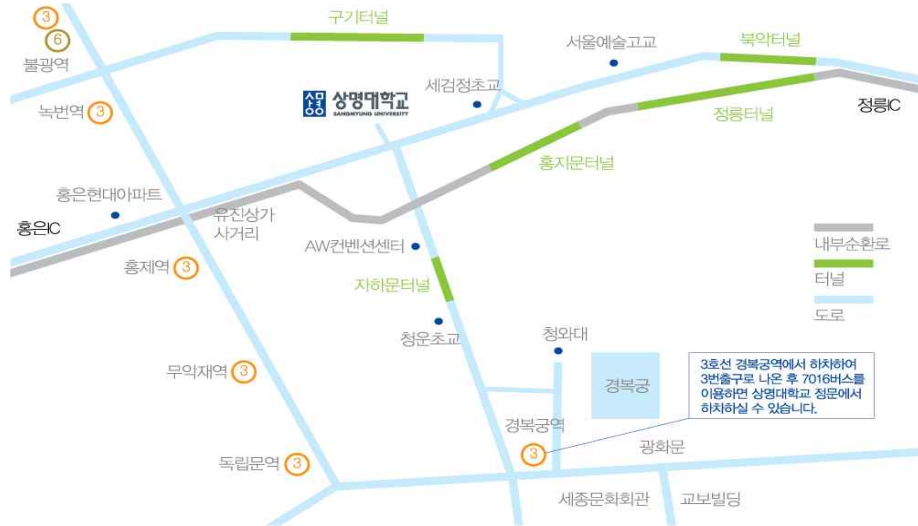 3
6
불광역
구기터널
서울예술고교
북악터널
녹번역 3
상명대학교
SANGMYUNG UNIVERSITY
세검정초교
정릉터널
정릉IC
홍지문터널
홍은현대아파트
홍은IC
유진상가
사거리
AW컨벤션센터
내부순환로
홍제역 3
자하문터널
터널
도로
청운초교
청와대
무악재역 3
경복궁
3호선 경복궁역에서 하차하여
3번출구로 나온 후 7016버스를
이용하면 상명대학교 정문에서
하차하실 수 있습니다.
경복궁역
3
광화문
독립문역 3
세종문화회관
교보빌딩